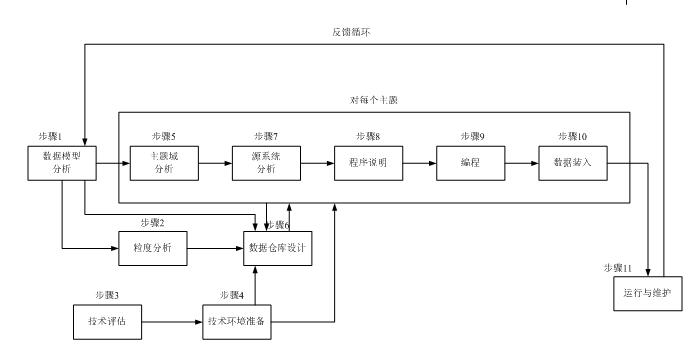 反馈循环
对每个主题
步骤1
数据模型
分析
步骤5
主题域
分析
步骤7
源系统
分析
步骤8
程序说明
步骤9
编程
步骤10
数据装入
步骤2
粒度分析
步骤6
数据仓库设计
步骤11
运行与维护
步骤3
技术评估
步骤4
技术环境准备